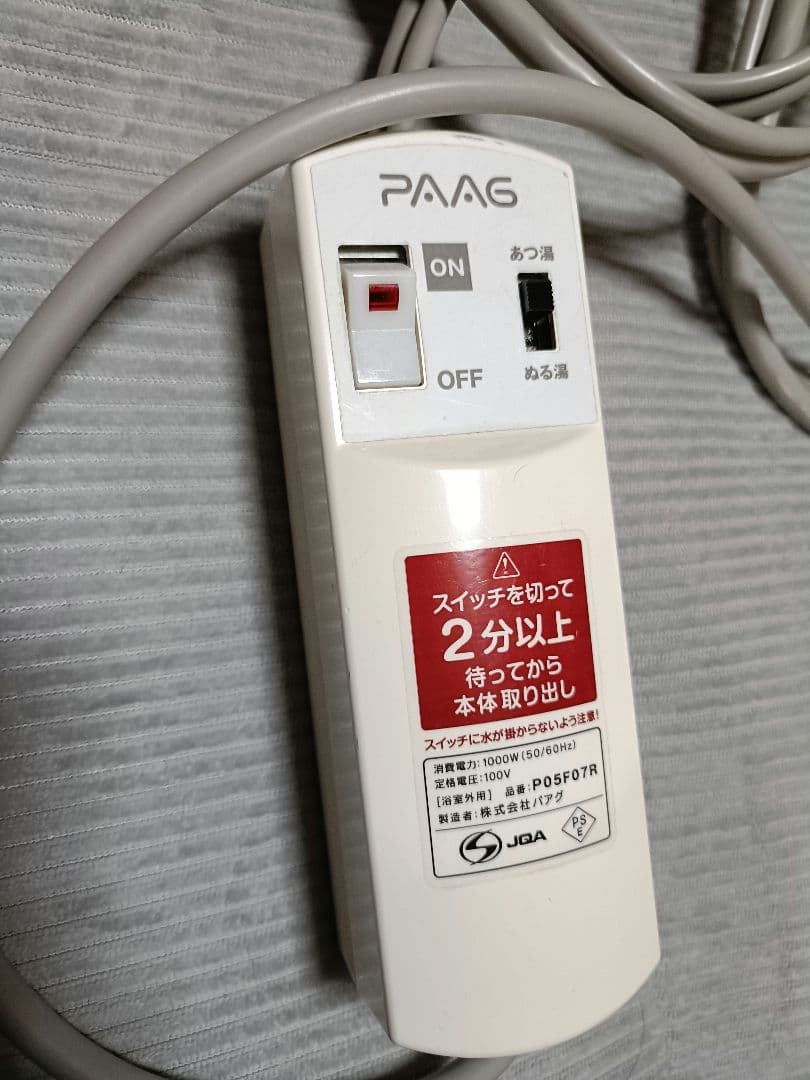 PAAG
ON
あつ湯
OFF
ぬる湯
スイッチを切って
2分以上
待ってから
本体取り出し
スイッチに水が掛からないよう注意!
消費電力:1000W(50/60Hz)
定格電圧:100V
[浴室外用] 品番:P05F07R
製造者:株式会社パアグ
JQA
PS
E